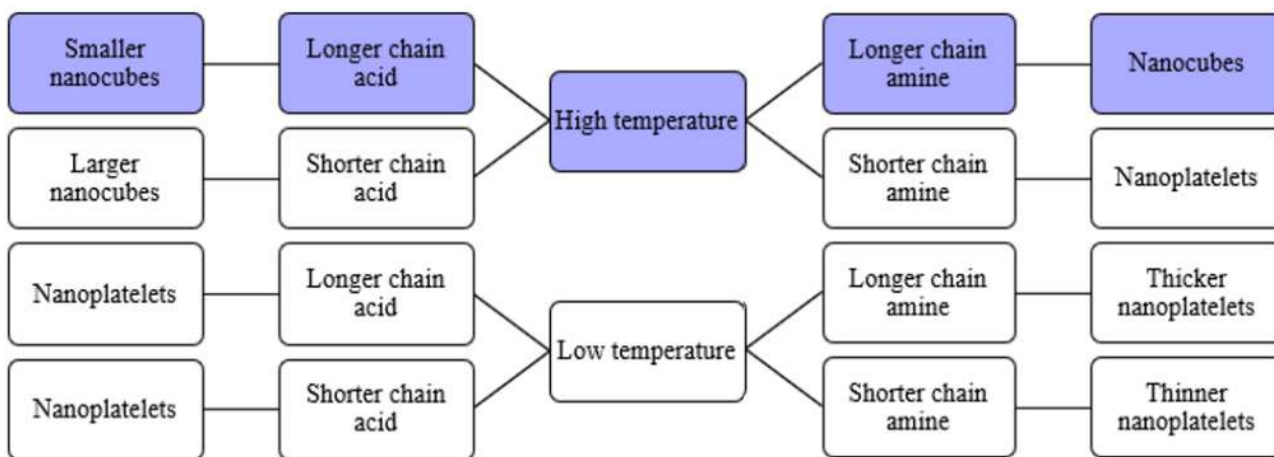 Smaller
nanocubes
Longer chain
acid
High temperature
Longer chain
amine
Nanocubes
Larger
nanocubes
Shorter chain
acid
Shorter chain
amine
Nanoplatelets
Nanoplatelets
Longer chain
acid
Low temperature
Longer chain
amine
Thicker
nanoplatelets
Nanoplatelets
Shorter chain
acid
Shorter chain
amine
Thinner
nanoplatelets